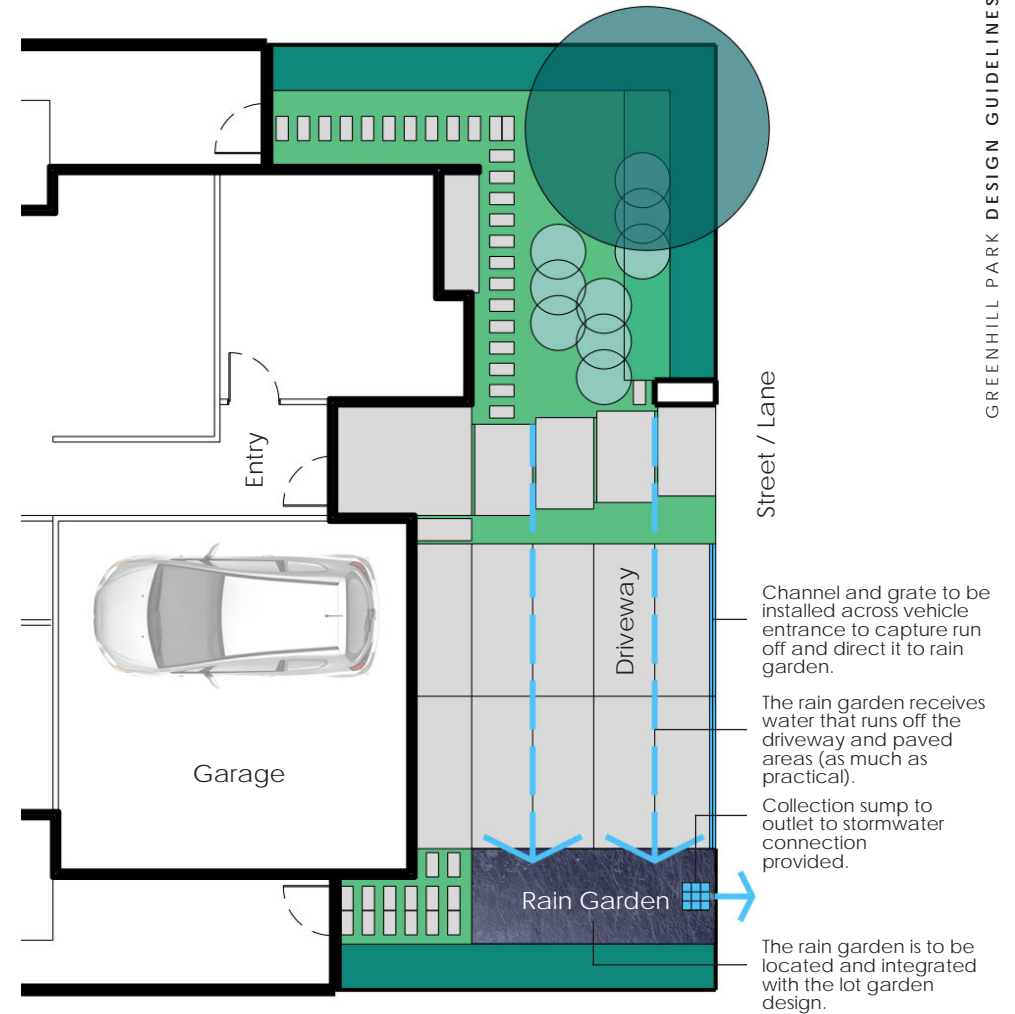 GREENHILL PARK DESIGN GUIDELINES
Entry
Street / Lane
Driveway
Garage
Rain Garden
Channel and grate to be
installed across vehicle
entrance to capture run
off and direct it to rain
garden.
The rain garden receives
water that runs off the
driveway and paved
areas (as much as
practical).
Collection sump to
outlet to stormwater
connection
provided.
The rain garden is to be
located and integrated
with the lot garden
design.